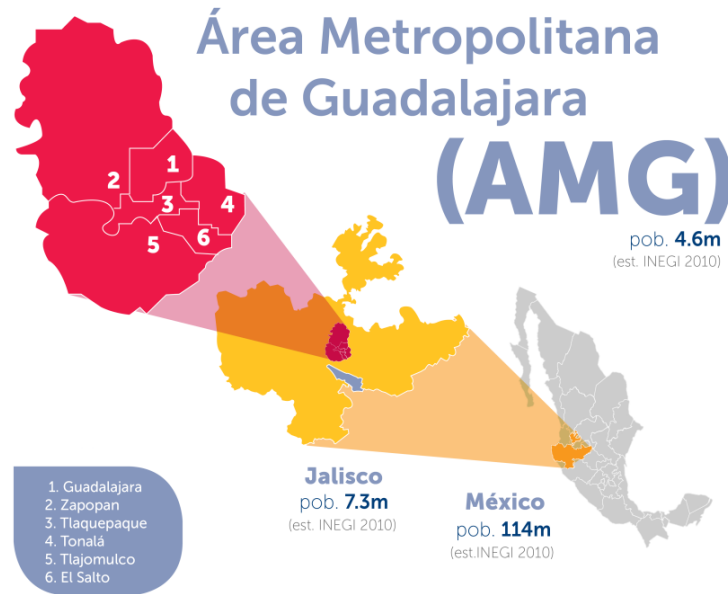 Área Metropolitana
de Guadalajara
(AMG)
pob. 4.6m
(est. INEGI 2010)
1
2
3
4
5
6
Jalisco
pob. 7.3m
(est. INEGI 2010)
México
pob. 114m
(est.INEGI 2010)
1. Guadalajara
2. Zapopan
3. Tlaquepaque
4. Tonalá
5. Tlajomulco
6. El Salto